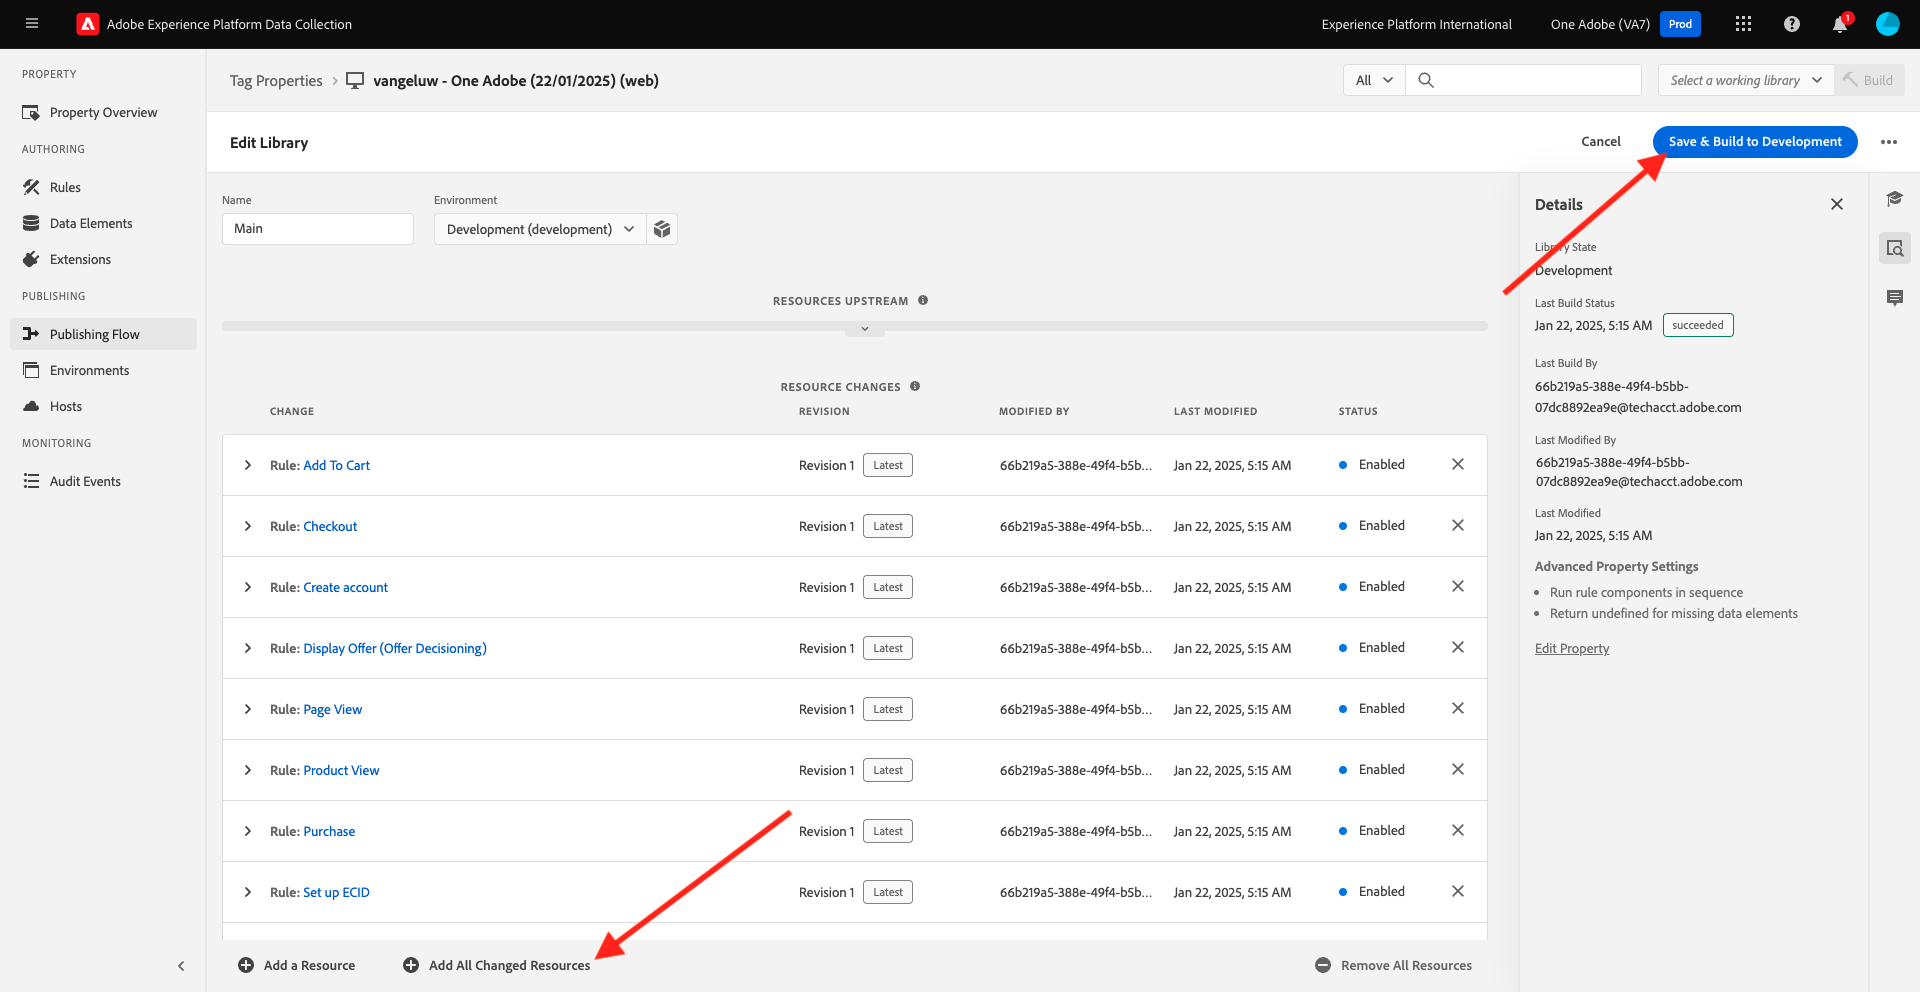 Adobe Experience Platform Data Collection
Experience Platform International
One Adobe (VA7)
Prod
1
PROPERTY
Property Overview
AUTHORING
Rules
Data Elements
Extensions
PUBLISHING
Publishing Flow
Environments
Hosts
MONITORING
Audit Events
Tag Properties
vangeluw - One Adobe (22/01/2025) (web)
All
Select a working library
Build
Edit Library
Cancel
Save & Build to Development
Name
Main
Environment
Development (development)
RESOURCES UPSTREAM
RESOURCE CHANGES
CHANGE REVISION MODIFIED BY LAST MODIFIED STATUS
Rule: Add To Cart Revision 1 Latest 66b219a5-388e-49f4-b5b... Jan 22, 2025, 5:15 AM Enabled
Rule: Checkout Revision 1 Latest 66b219a5-388e-49f4-b5b... Jan 22, 2025, 5:15 AM Enabled
Rule: Create account Revision 1 Latest 66b219a5-388e-49f4-b5b... Jan 22, 2025, 5:15 AM Enabled
Rule: Display Offer (Offer Decisioning) Revision 1 Latest 66b219a5-388e-49f4-b5b... Jan 22, 2025, 5:15 AM Enabled
Rule: Page View Revision 1 Latest 66b219a5-388e-49f4-b5b... Jan 22, 2025, 5:15 AM Enabled
Rule: Product View Revision 1 Latest 66b219a5-388e-49f4-b5b... Jan 22, 2025, 5:15 AM Enabled
Rule: Purchase Revision 1 Latest 66b219a5-388e-49f4-b5b... Jan 22, 2025, 5:15 AM Enabled
Rule: Set up ECID Revision 1 Latest 66b219a5-388e-49f4-b5b... Jan 22, 2025, 5:15 AM Enabled
Add a Resource
Add All Changed Resources
Remove All Resources
Details
Library State
Development
Last Build Status
Jan 22, 2025, 5:15 AM succeeded
Last Build By
66b219a5-388e-49f4-b5bb-
07dc8892ea9e@techacct.adobe.com
Last Modified By
66b219a5-388e-49f4-b5bb-
07dc8892ea9e@techacct.adobe.com
Last Modified
Jan 22, 2025, 5:15 AM
Advanced Property Settings
Run rule components in sequence
Return undefined for missing data elements
Edit Property